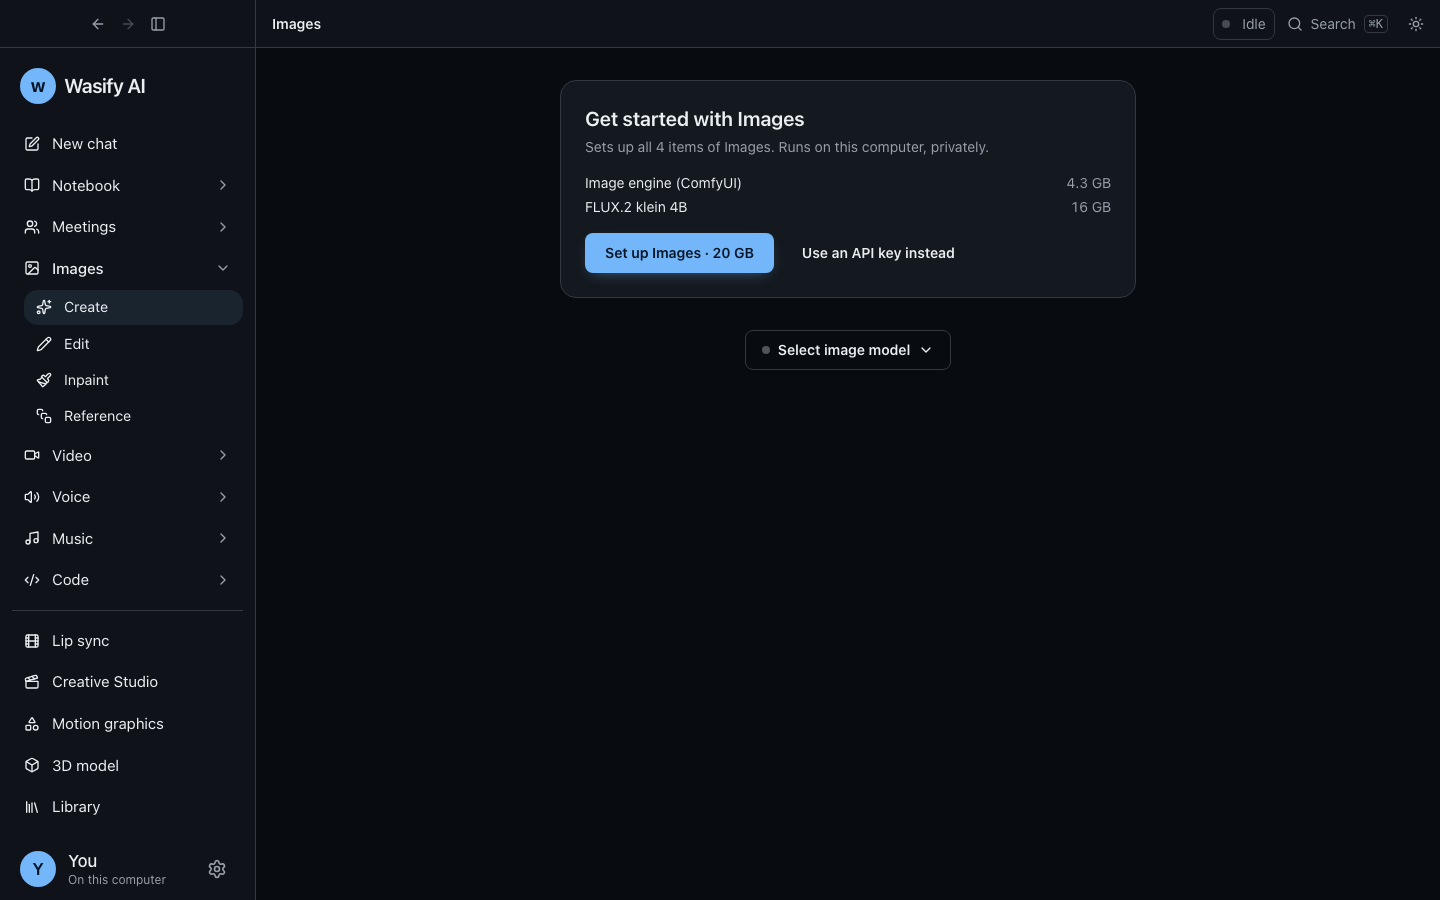 Images
Idle
Search ⌘K
W
Wasify AI
New chat
Notebook
Meetings
Images
Create
Edit
Inpaint
Reference
Video
Voice
Music
Code
Lip sync
Creative Studio
Motion graphics
3D model
Library
Y
You
On this computer
Get started with Images
Sets up all 4 items of Images. Runs on this computer, privately.
Image engine (ComfyUI) 4.3 GB
FLUX.2 klein 4B 16 GB
Set up Images · 20 GB
Use an API key instead
Select image model